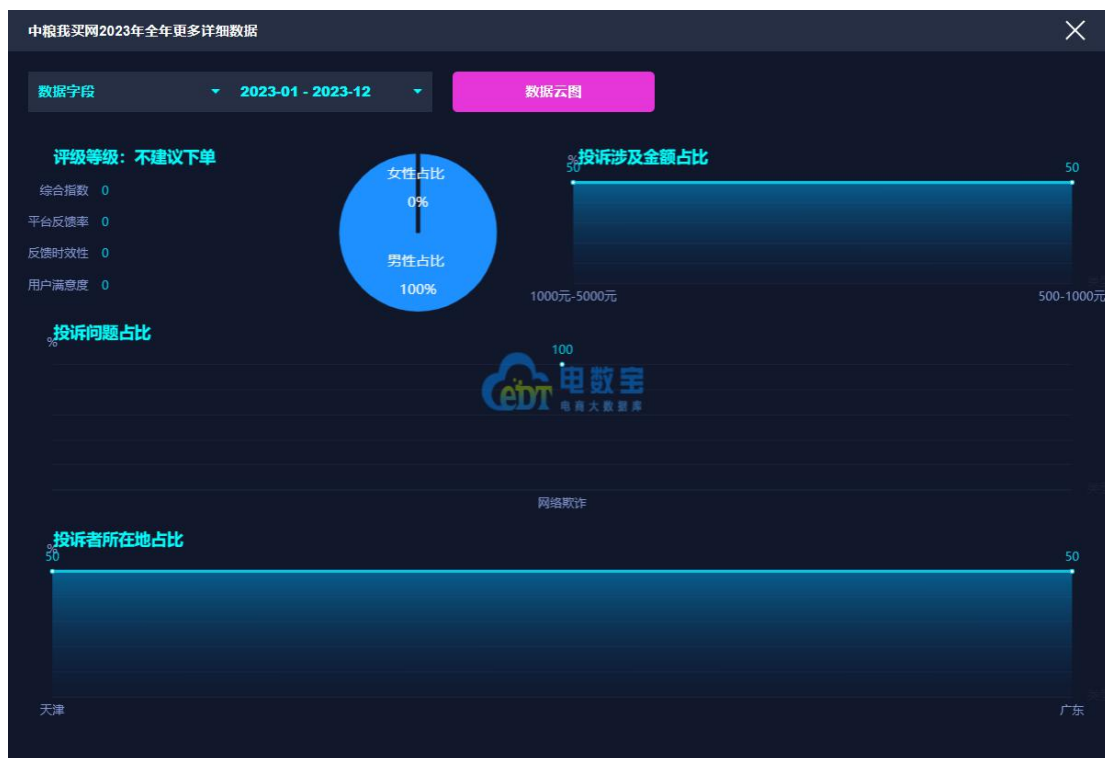 中粮我买网2023年全年更多详细数据
数据字段
2023-01 - 2023-12
数据云图
评级等级：不建议下单
综合指数 0
平台反馈率 0
反馈时效性 0
用户满意度 0
女性占比
0%
男性占比
100%
%
投诉涉及金额占比
50
50
1000元-5000元
500-1000元
投诉问题占比
%
100
网络欺诈
eDT
电数宝
电商大数据库
投诉者所在地占比
%
50
50
天津
广东